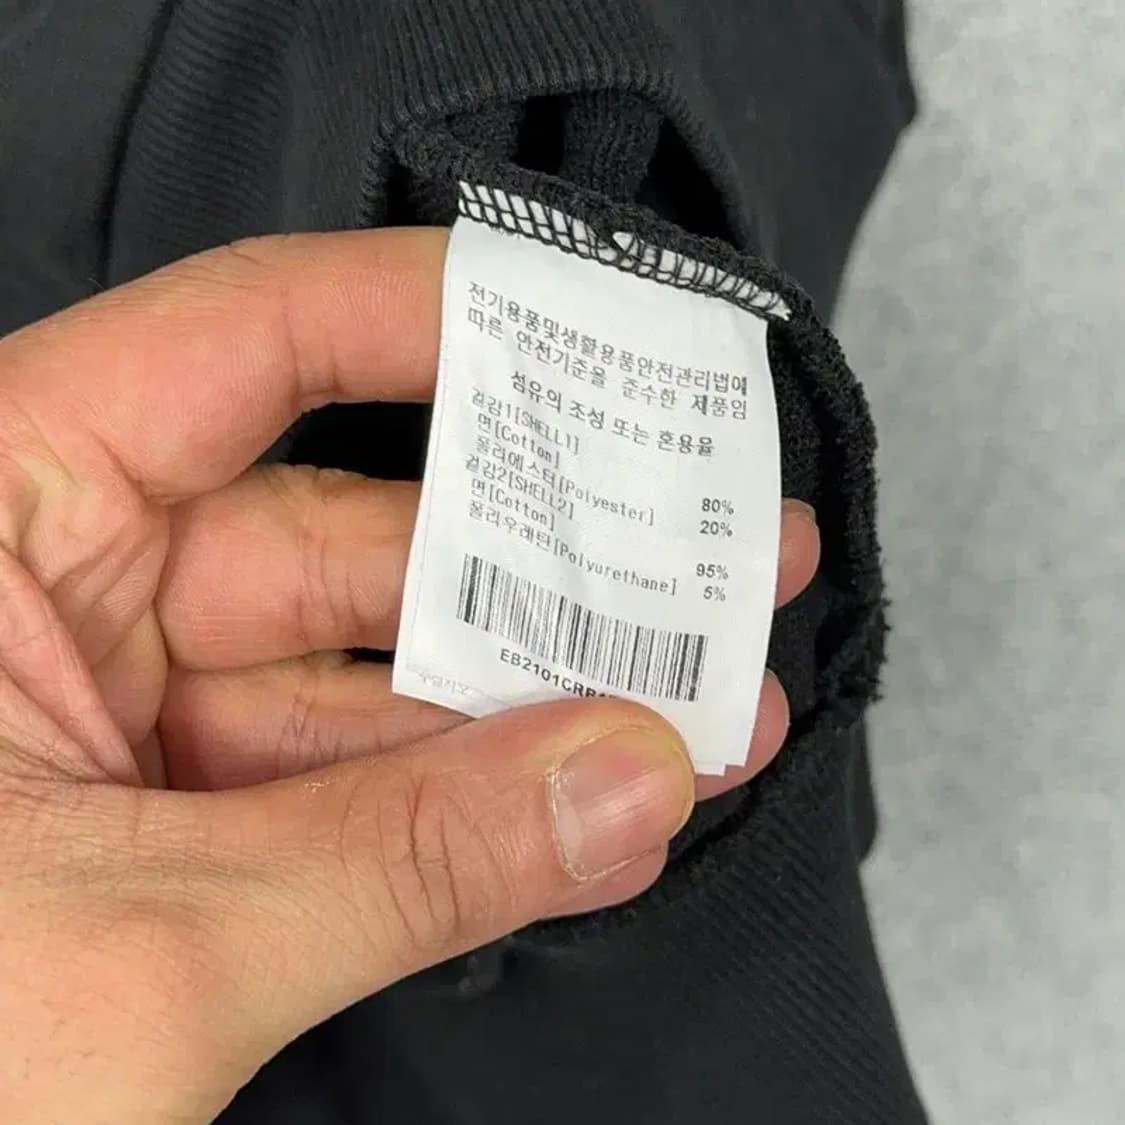 전기용품및생활용품안전관리법에
따른 안전기준을 준수한 제품임
섬유의 조성 또는 혼용율
겉감1[SHELL1]
면[Cotton] 80%
폴리에스터[Polyester] 20%
겉감2[SHELL2]
면[Cotton] 95%
폴리우레탄[Polyurethane] 5%